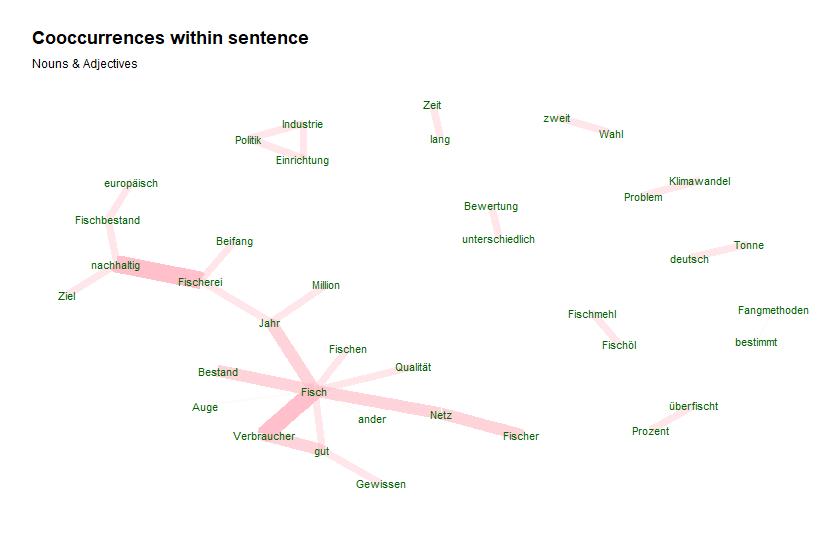 Cooccurrences within sentence
Nouns & Adjectives
Zeit
Industrie
zweit
Wahl
Politik
lang
Einrichtung
Klimawandel
europäisch
Problem
Bewertung
Fischbestand
unterschiedlich
Beifang
Tonne
deutsch
nachhaltig
Fischerei
Million
Ziel
Fangmethoden
Fischmehl
Jahr
bestimmt
Fischöl
Fischen
Qualität
Bestand
Fisch
Auge
überfischt
Netz
ander
Prozent
Verbraucher
Fischer
gut
Gewissen